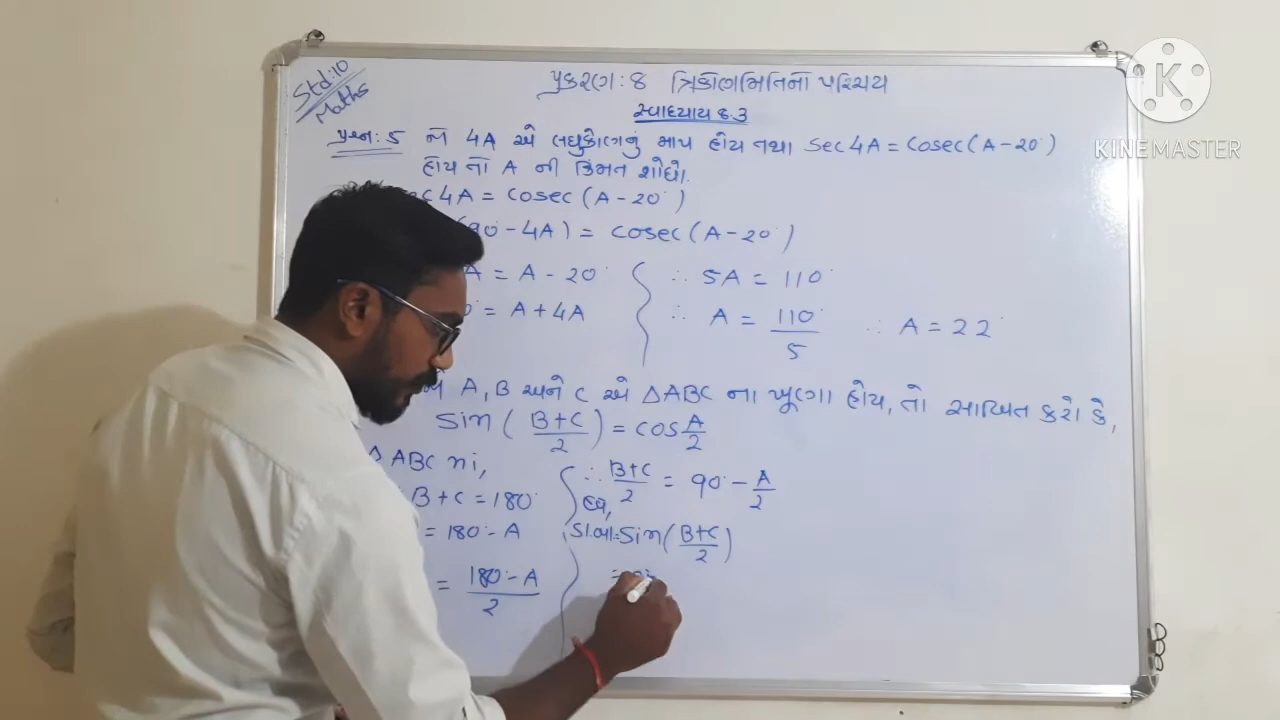 Std:10
Maths
પ્રકરણ: 8 ત્રિકોણમિતિનો પરિચય
સ્વાધ્યાય 8.3
પ્રશ્ન: 5 જો 4A એ લઘુકોણનું માપ હોય તથા sec4A = cosec(A-20°)
હોય તો A ની કિંમત શોધો.
4A = cosec (A-20°)
90°-4A) = cosec(A-20°)
A = A - 20°
= A + 4A
∴ 5A = 110°
∴ A = 110°/5 ∴ A = 22°
A, B અને C એ △ABC ના ખૂણા હોય, તો સાબિત કરો કે,
sin (B+C/2) = cos A/2
△ABC માં,
B + C = 180°
= 180° - A
= 180° - A/2
∴ B+C/2 = 90° - A/2
હવે,
ડા.બા. = sin(B+C/2)
=
KINEMASTER